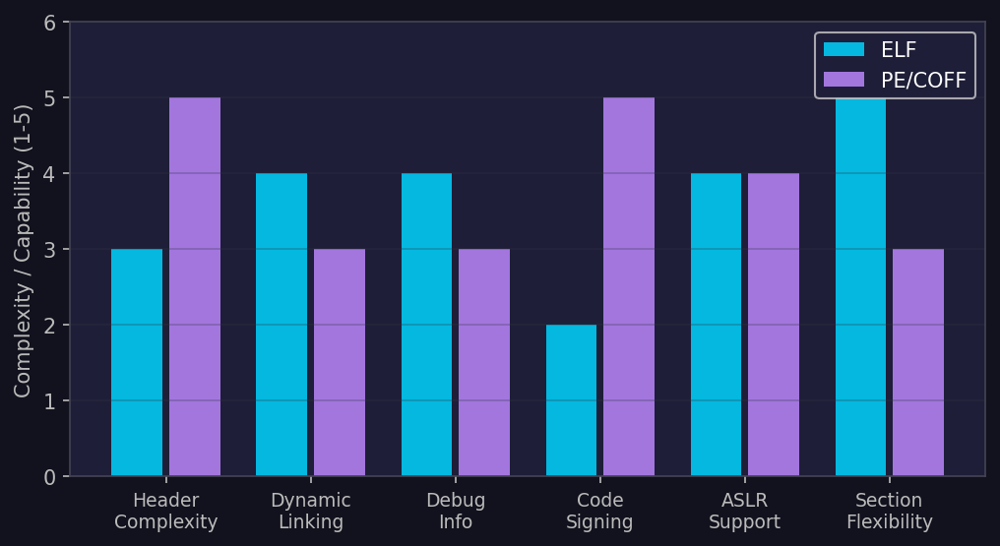 Complexity / Capability (1-5)
6
5
4
3
2
1
0
ELF
PE/COFF
Header
Complexity
Dynamic
Linking
Debug
Info
Code
Signing
ASLR
Support
Section
Flexibility